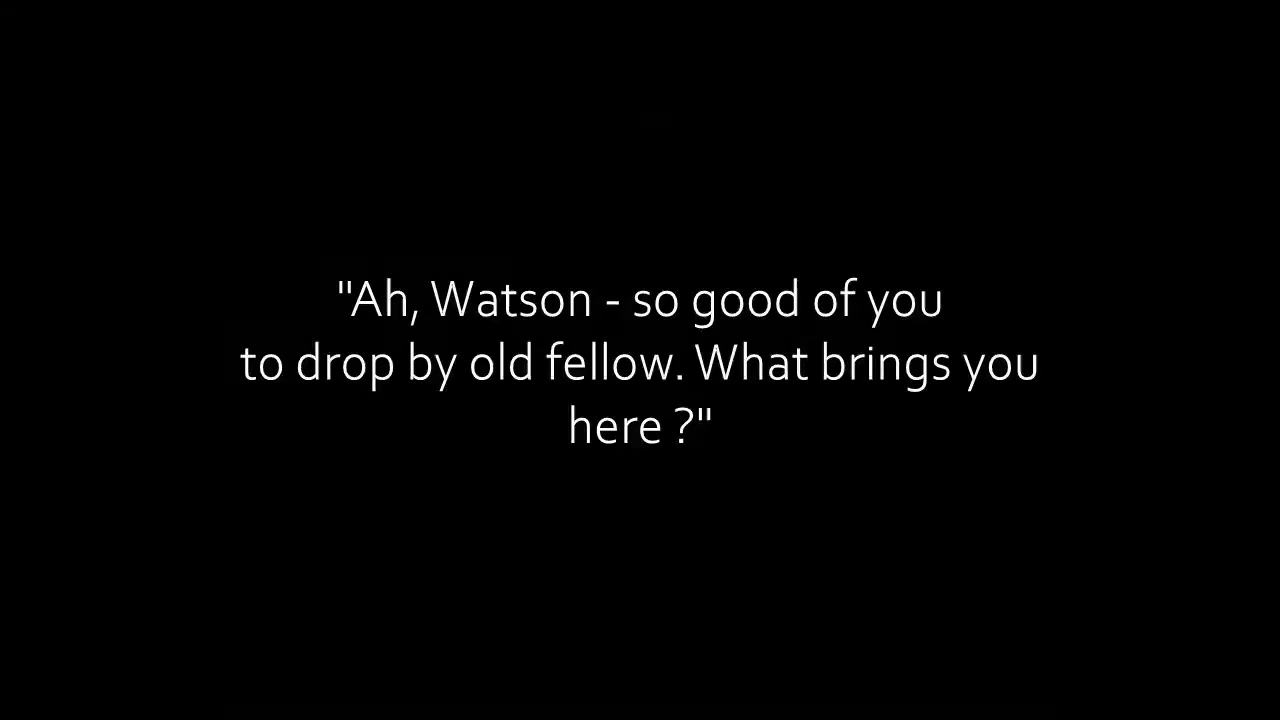 "Ah, Watson - so good of you
to drop by old fellow. What brings you
here ?"